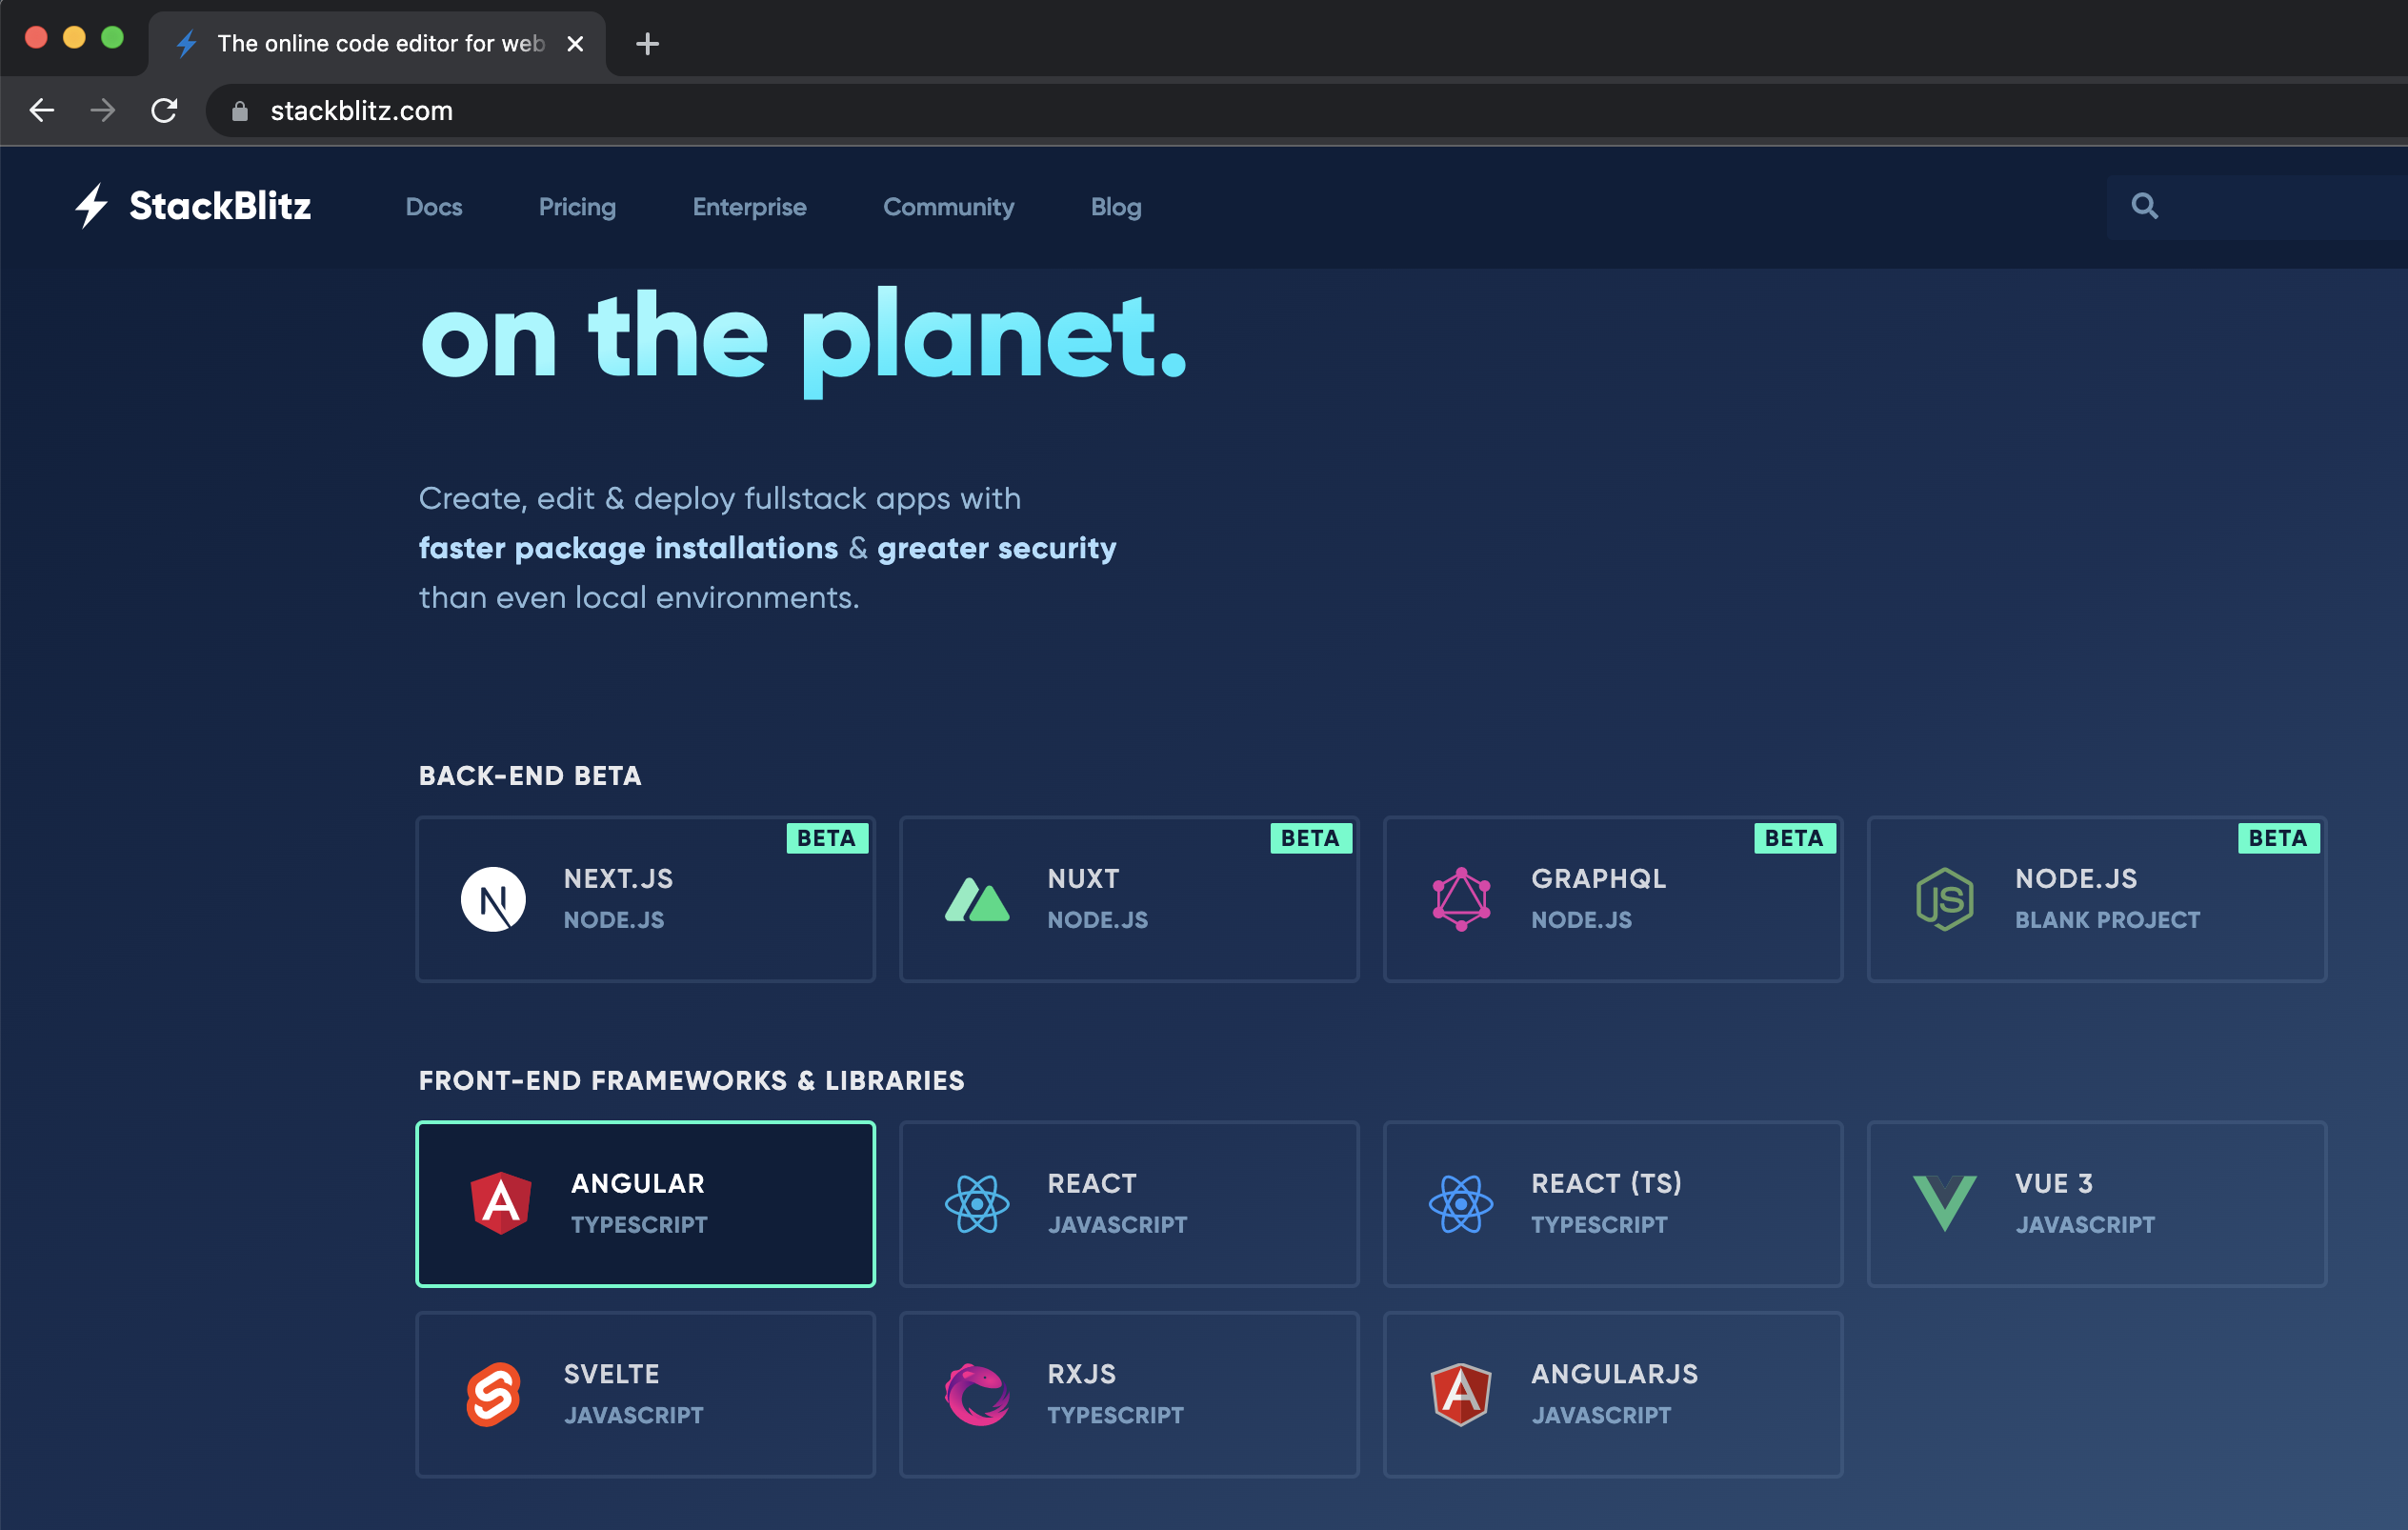 The online code editor for web
stackblitz.com
StackBlitz
Docs
Pricing
Enterprise
Community
Blog
on the planet.
Create, edit & deploy fullstack apps with
faster package installations & greater security
than even local environments.
BACK-END BETA
BETA
NEXT.JS
NODE.JS
BETA
NUXT
NODE.JS
BETA
GRAPHQL
NODE.JS
BETA
NODE.JS
BLANK PROJECT
FRONT-END FRAMEWORKS & LIBRARIES
ANGULAR
TYPESCRIPT
REACT
JAVASCRIPT
REACT (TS)
TYPESCRIPT
VUE 3
JAVASCRIPT
SVELTE
JAVASCRIPT
RXJS
TYPESCRIPT
ANGULARJS
JAVASCRIPT